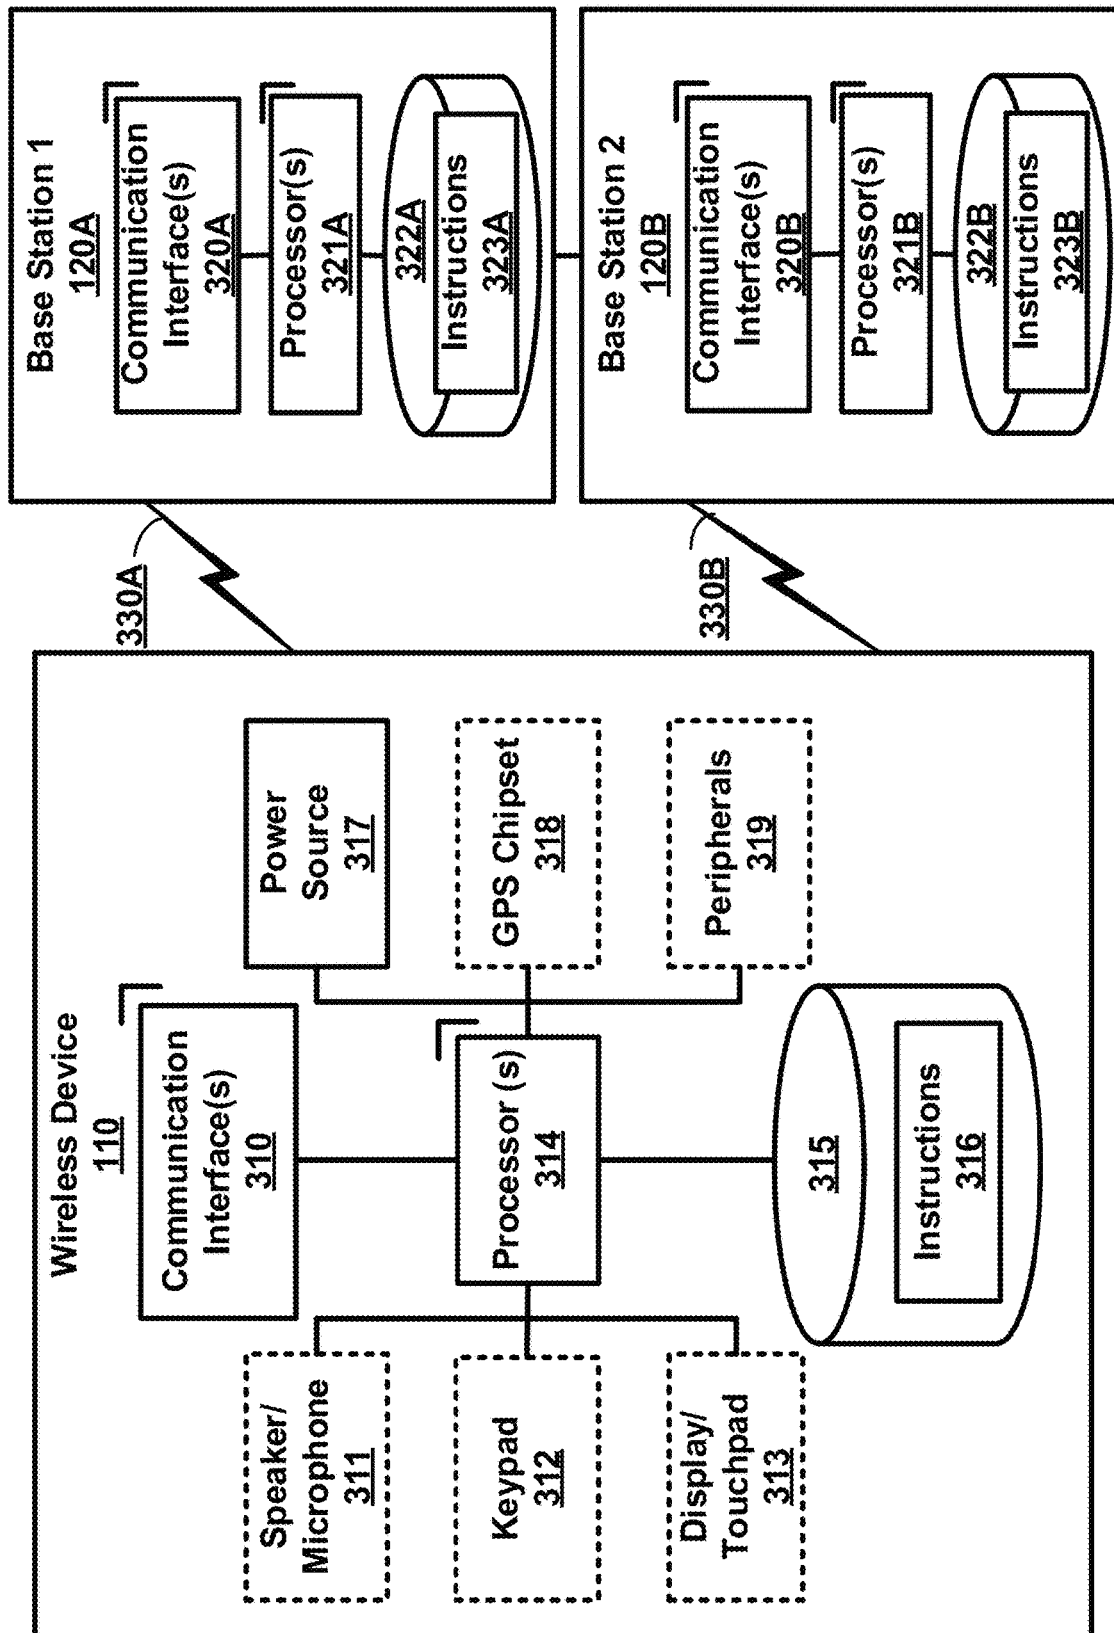 Wireless Device
110
Communication
Interface(s)
310
Speaker/
Microphone
311
Power
Source
317
Keypad
312
Processor (s)
314
GPS Chipset
318
Display/
Touchpad
313
Peripherals
319
315
Instructions
316
330A
330B
Base Station 1
120A
Communication
Interface(s)
320A
Processor(s)
321A
322A
Instructions
323A
Base Station 2
120B
Communication
Interface(s)
320B
Processor(s)
321B
322B
Instructions
323B